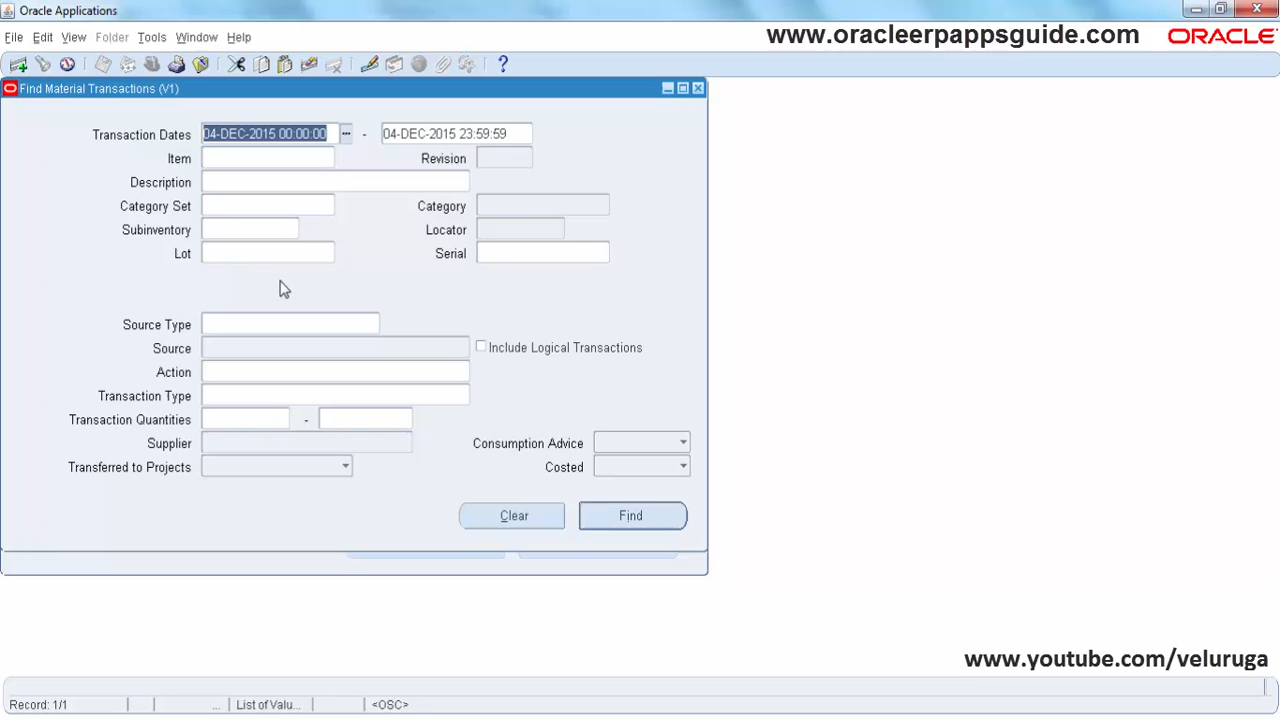 Oracle Applications
File Edit View Folder Tools Window Help
www.oracleerpappsguide.com ORACLE
Find Material Transactions (V1)
Transaction Dates 04-DEC-2015 00:00:00 ... - 04-DEC-2015 23:59:59
Item Revision
Description
Category Set Category
Subinventory Locator
Lot Serial
Source Type
Source Include Logical Transactions
Action
Transaction Type
Transaction Quantities -
Supplier Consumption Advice
Transferred to Projects Costed
Clear Find
www.youtube.com/veluruga
Record: 1/1 ... List of Valu... <OSC>